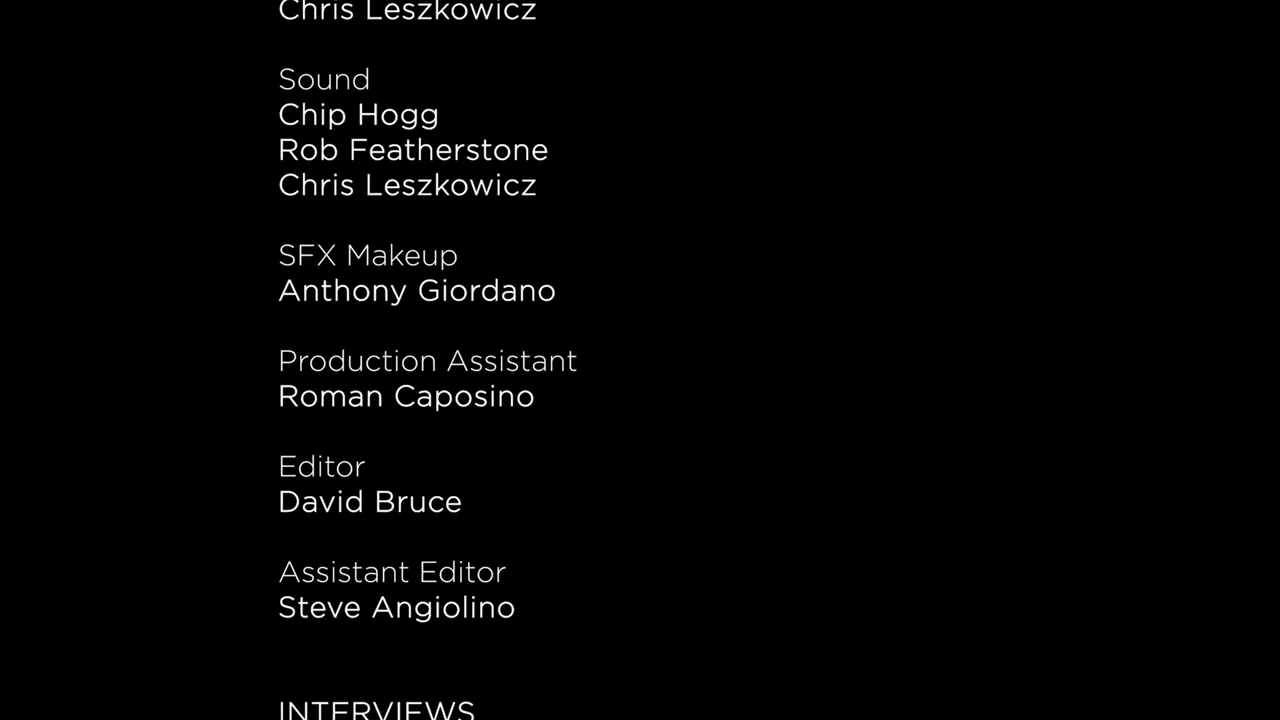 Chris Leszkowicz
Sound
Chip Hogg
Rob Featherstone
Chris Leszkowicz
SFX Makeup
Anthony Giordano
Production Assistant
Roman Caposino
Editor
David Bruce
Assistant Editor
Steve Angiolino
INTERVIEWS